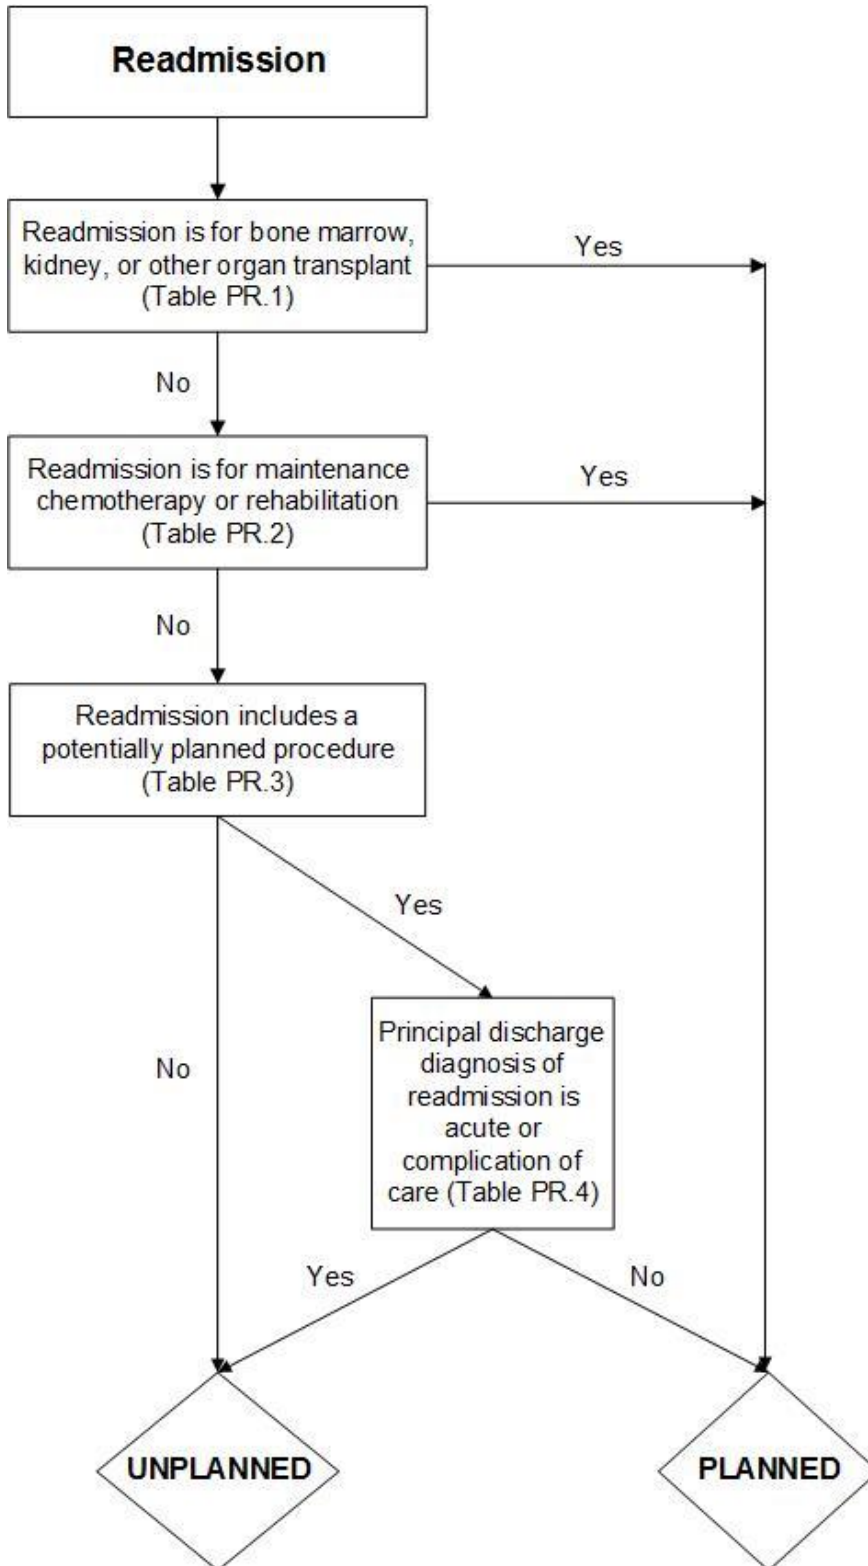 Readmission
Readmission is for bone marrow,
kidney, or other organ transplant
(Table PR.1)
Yes
No
Readmission is for maintenance
chemotherapy or rehabilitation
(Table PR.2)
Yes
No
Readmission includes a
potentially planned procedure
(Table PR.3)
Yes
No
Principal discharge
diagnosis of
readmission is
acute or
complication of
care (Table PR.4)
Yes
No
UNPLANNED
PLANNED